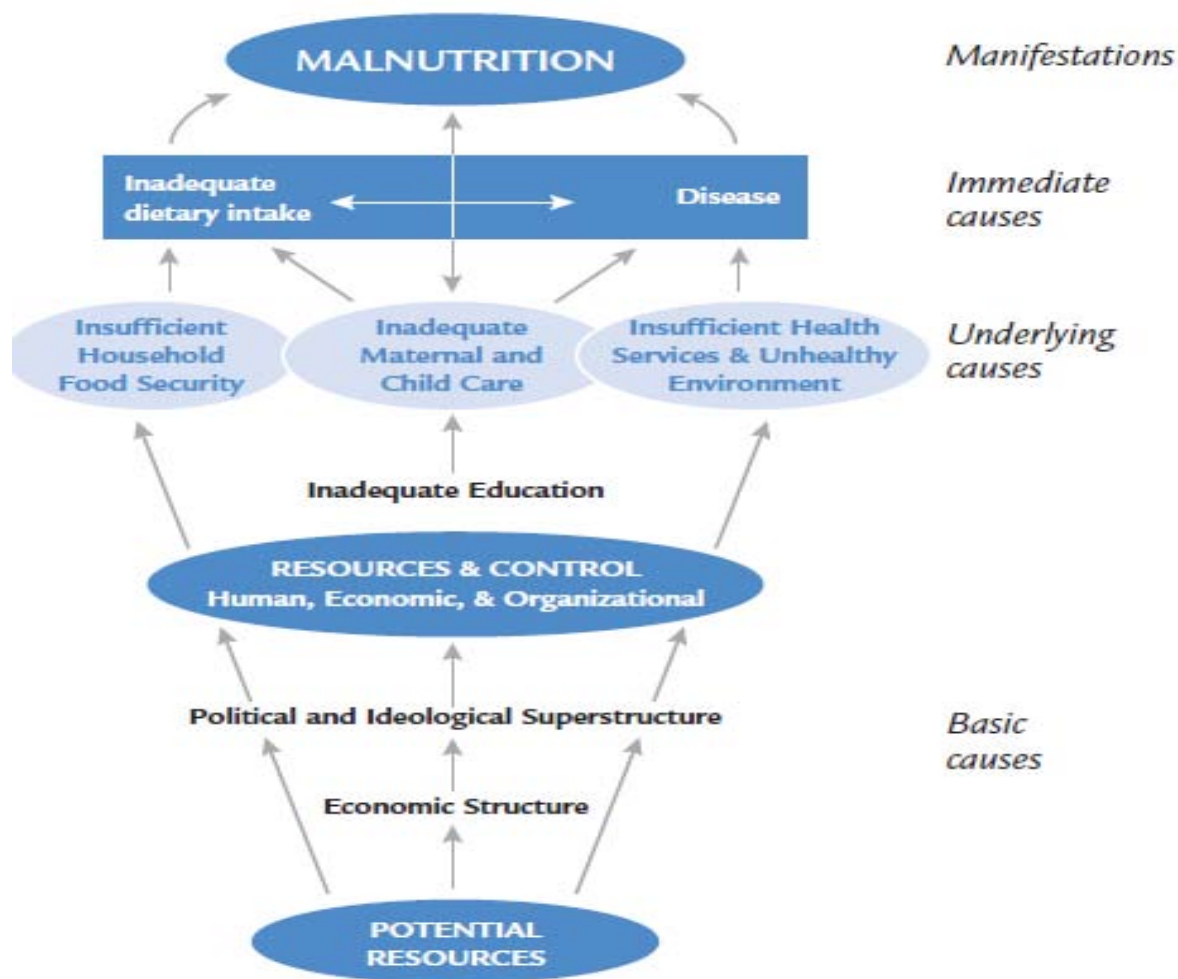 MALNUTRITION
Manifestations
Inadequate
dietary intake
Disease
Immediate
causes
Insufficient
Household
Food Security
Inadequate
Maternal and
Child Care
Insufficient Health
Services & Unhealthy
Environment
Underlying
causes
Inadequate Education
RESOURCES & CONTROL
Human, Economic, & Organizational
Political and Ideological Superstructure
Basic
causes
Economic Structure
POTENTIAL
RESOURCES